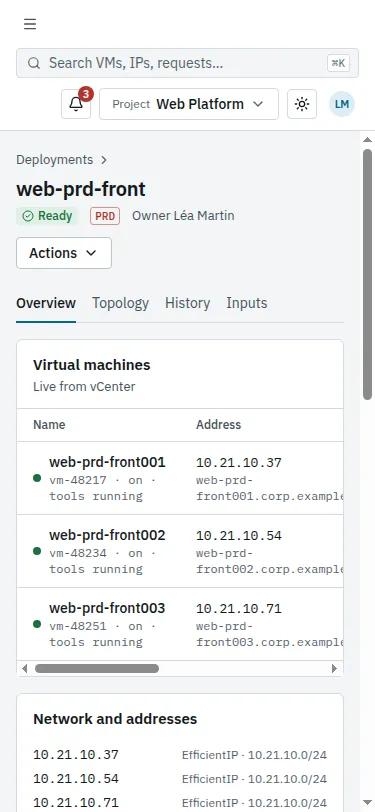 Search VMs, IPs, requests... ⌘K
3
Project Web Platform
LM
Deployments
web-prd-front
Ready PRD Owner Léa Martin
Actions
Overview Topology History Inputs
Virtual machines
Live from vCenter
Name Address
web-prd-front001 10.21.10.37
vm-48217 · on · web-prd-
tools running front001.corp.example
web-prd-front002 10.21.10.54
vm-48234 · on · web-prd-
tools running front002.corp.example
web-prd-front003 10.21.10.71
vm-48251 · on · web-prd-
tools running front003.corp.example
Network and addresses
10.21.10.37 EfficientIP · 10.21.10.0/24
10.21.10.54 EfficientIP · 10.21.10.0/24
10.21.10.71 EfficientIP · 10.21.10.0/24